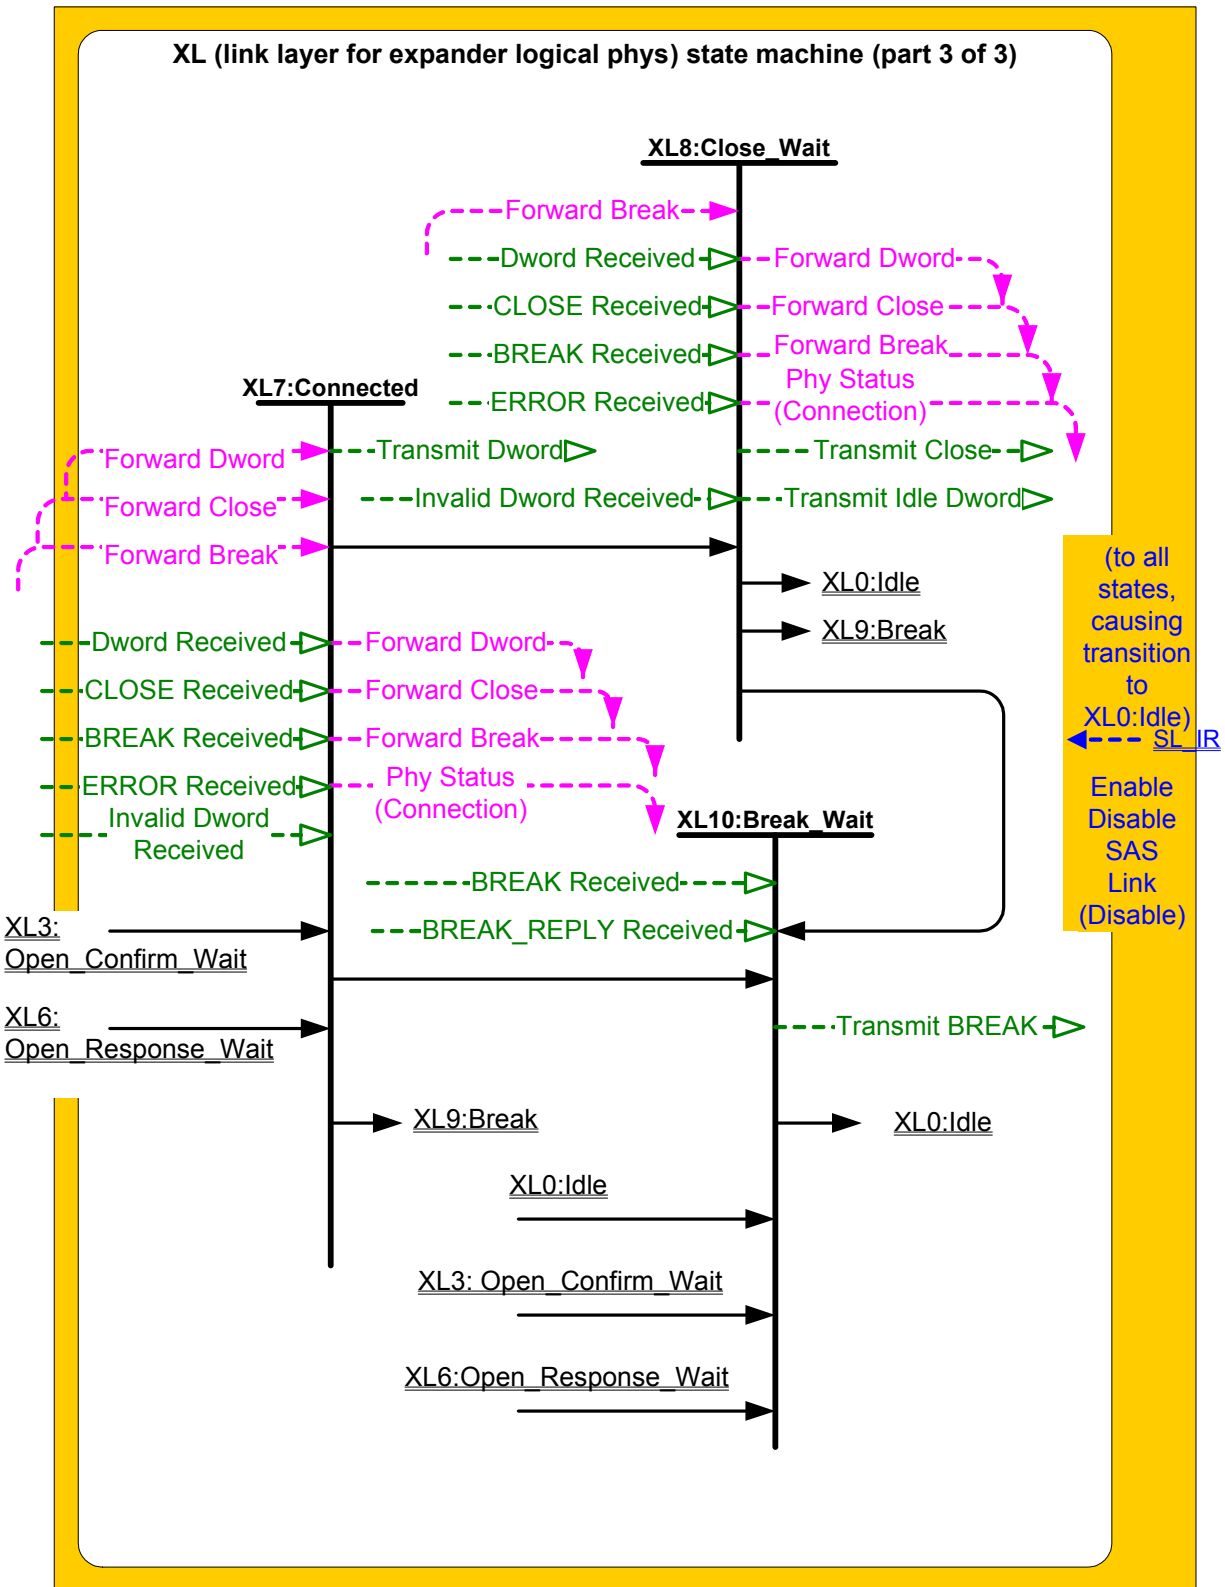 XL (link layer for expander logical phys) state machine (part 3 of 3)
XL8:Close_Wait
Forward Break
Dword Received
Forward Dword
CLOSE Received
Forward Close
BREAK Received
Forward Break
ERROR Received
Phy Status
(Connection)
Transmit Close
Invalid Dword Received
Transmit Idle Dword
XL0:Idle
XL9:Break
XL7:Connected
Forward Dword
Transmit Dword
Forward Close
Forward Break
Dword Received
Forward Dword
CLOSE Received
Forward Close
BREAK Received
Forward Break
ERROR Received
Phy Status
(Connection)
Invalid Dword
Received
XL3:
Open_Confirm_Wait
XL6:
Open_Response_Wait
XL9:Break
XL10:Break_Wait
BREAK Received
BREAK_REPLY Received
Transmit BREAK
XL0:Idle
XL0:Idle
XL3: Open_Confirm_Wait
XL6:Open_Response_Wait
(to all
states,
causing
transition
to
XL0:Idle)
SL_IR
Enable
Disable
SAS
Link
(Disable)